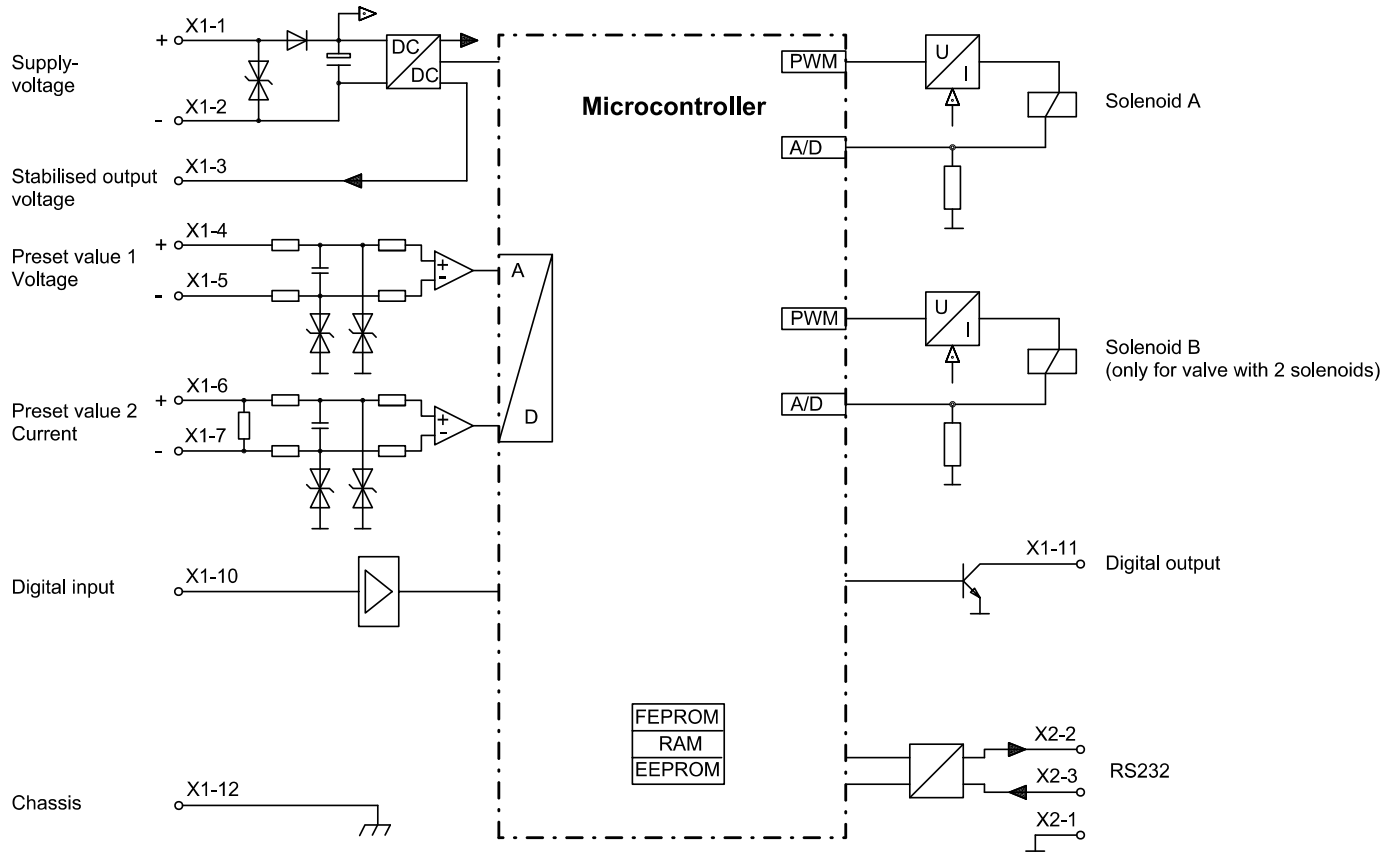 Supply-
voltage
+ X1-1
- X1-2
DC
DC
Stabilised output
voltage
X1-3
Preset value 1
Voltage
+ X1-4
- X1-5
+
-
Preset value 2
Current
+ X1-6
- X1-7
+
-
A
D
Digital input
X1-10
Chassis
X1-12
Microcontroller
FEPROM
RAM
EEPROM
PWM
U
I
A/D
Solenoid A
PWM
U
I
A/D
Solenoid B
(only for valve with 2 solenoids)
X1-11
Digital output
X2-2
X2-3
RS232
X2-1